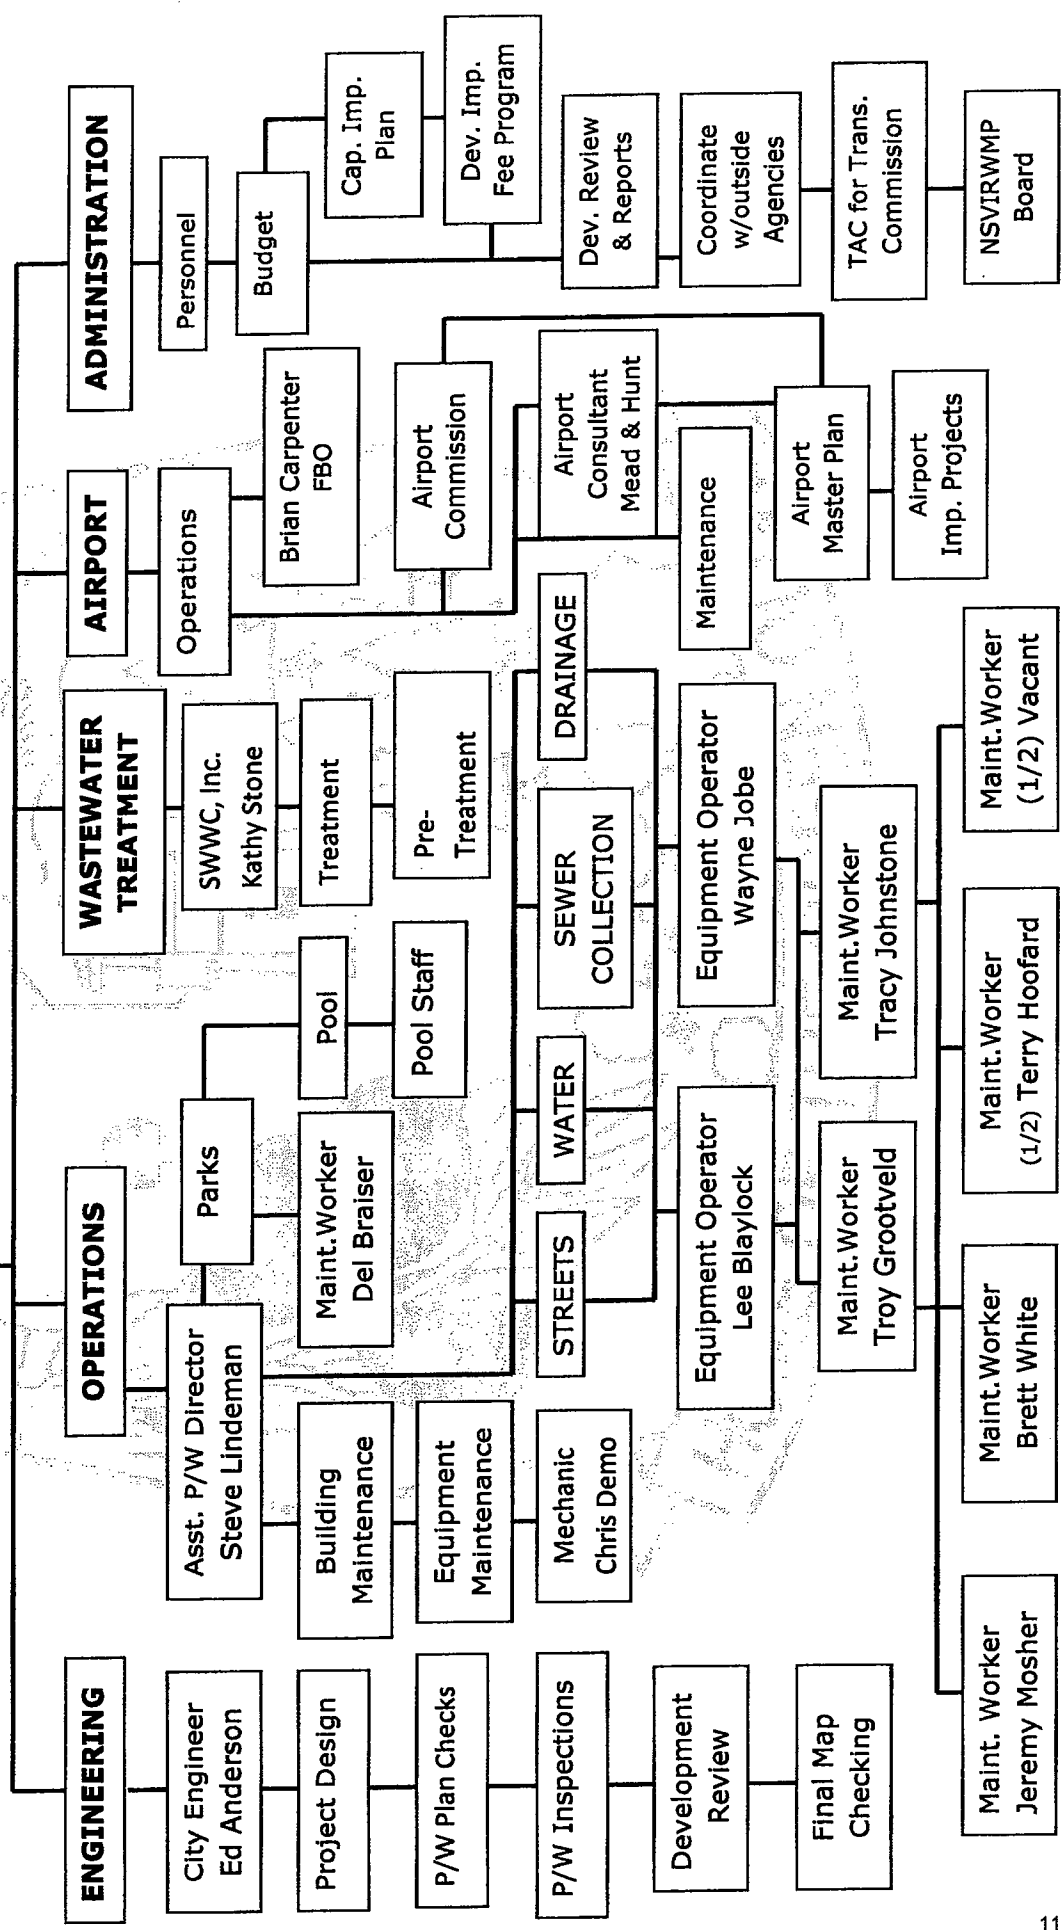 ENGINEERING
City Engineer
Ed Anderson
Project Design
P/W Plan Checks
P/W Inspections
Development
Review
Final Map
Checking
OPERATIONS
Asst. P/W Director
Steve Lindeman
Building
Maintenance
Equipment
Maintenance
Mechanic
Chris Demo
Parks
Maint.Worker
Del Braiser
Pool
Pool Staff
STREETS
WATER
SEWER
COLLECTION
DRAINAGE
Equipment Operator
Lee Blaylock
Equipment Operator
Wayne Jobe
Maint.Worker
Troy Grootveld
Maint.Worker
Tracy Johnstone
Maint. Worker
Jeremy Mosher
Maint.Worker
Brett White
Maint.Worker
(1/2) Terry Hoofard
Maint.Worker
(1/2) Vacant
WASTEWATER
TREATMENT
SWWC, Inc.
Kathy Stone
Treatment
Pre-
Treatment
AIRPORT
Operations
Brian Carpenter
FBO
Airport
Commission
Airport
Consultant
Mead & Hunt
Maintenance
Airport
Master Plan
Airport
Imp. Projects
ADMINISTRATION
Personnel
Budget
Cap. Imp.
Plan
Dev. Imp.
Fee Program
Dev. Review
& Reports
Coordinate
w/outside
Agencies
TAC for Trans.
Commission
NSVIRWMP
Board
11